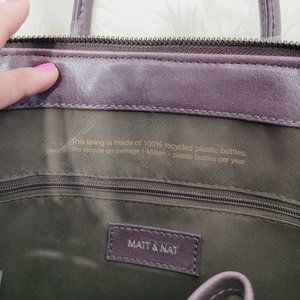 This lining is made of 100% recycled plastic bottles.
We recycle on average 1 Million + plastic bottles per year.
MATT & NAT